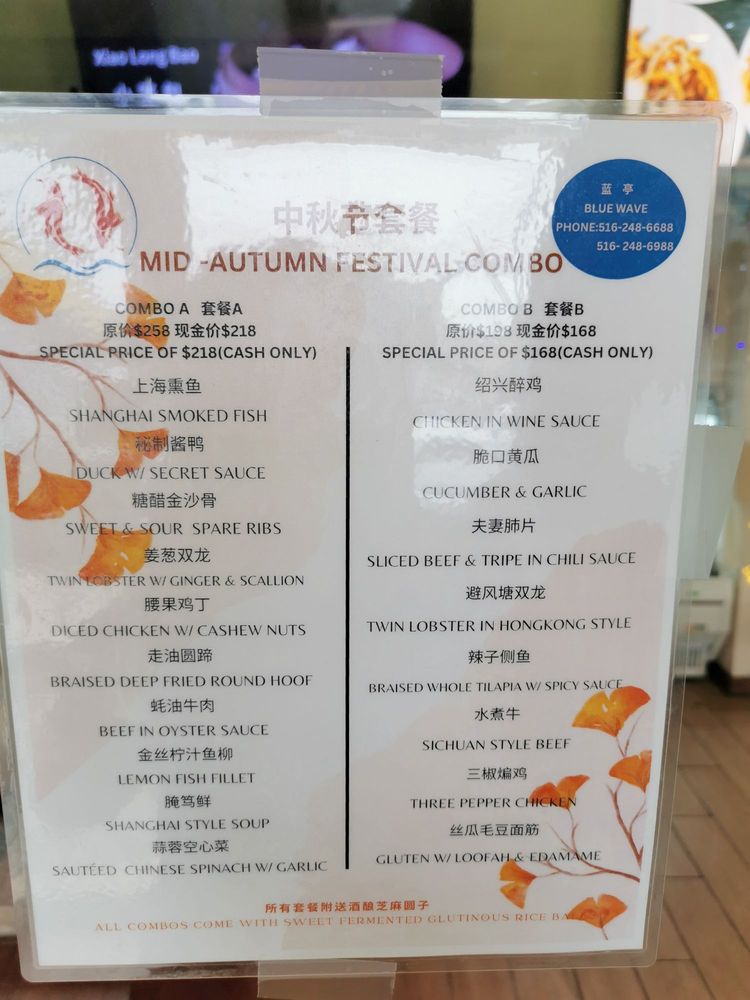 Xiao Long Bao
中秋节套餐
MID -AUTUMN FESTIVAL COMBO
蓝 亭
BLUE WAVE
PHONE:516-248-6688
516- 248-6988
COMBO A 套餐A
原价$258 现金价$218
SPECIAL PRICE OF $218(CASH ONLY)
上海熏鱼
SHANGHAI SMOKED FISH
秘制酱鸭
DUCK W/ SECRET SAUCE
糖醋金沙骨
SWEET & SOUR SPARE RIBS
姜葱双龙
TWIN LOBSTER W/ GINGER & SCALLION
腰果鸡丁
DICED CHICKEN W/ CASHEW NUTS
走油圆蹄
BRAISED DEEP FRIED ROUND HOOF
蚝油牛肉
BEEF IN OYSTER SAUCE
金丝柠汁鱼柳
LEMON FISH FILLET
腌笃鲜
SHANGHAI STYLE SOUP
蒜蓉空心菜
SAUTÉED CHINESE SPINACH W/ GARLIC
COMBO B 套餐B
原价$198 现金价$168
SPECIAL PRICE OF $168(CASH ONLY)
绍兴醉鸡
CHICKEN IN WINE SAUCE
脆口黄瓜
CUCUMBER & GARLIC
夫妻肺片
SLICED BEEF & TRIPE IN CHILI SAUCE
避风塘双龙
TWIN LOBSTER IN HONGKONG STYLE
辣子侧鱼
BRAISED WHOLE TILAPIA W/ SPICY SAUCE
水煮牛
SICHUAN STYLE BEEF
三椒煸鸡
THREE PEPPER CHICKEN
丝瓜毛豆面筋
GLUTEN W/ LOOFAH & EDAMAME
所有套餐附送酒酿芝麻圆子
ALL COMBOS COME WITH SWEET FERMENTED GLUTINOUS RICE